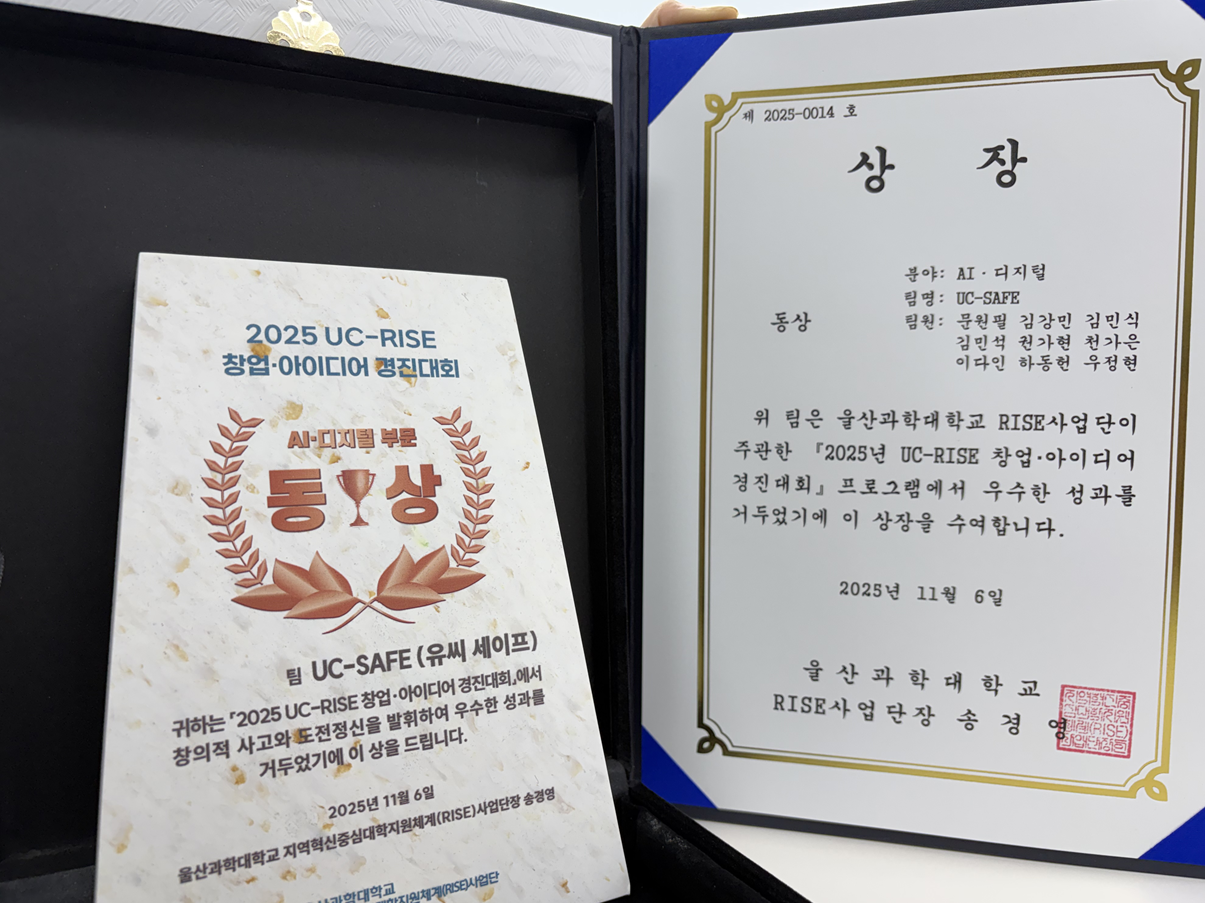 2025 UC-RISE
창업·아이디어 경진대회
AI·디지털 부문
동상
팀 UC-SAFE (유씨 세이프)
귀하는 「2025 UC-RISE 창업·아이디어 경진대회」에서
창의적 사고와 도전정신을 발휘하여 우수한 성과를
거두었기에 이 상을 드립니다.
2025년 11월 6일
울산과학대학교 지역혁신중심대학지원체계(RISE)사업단장 송경영
산과학대학교
대학지원체계(RISE)사업단
제 2025-0014 호
상 장
분야: AI·디지털
팀명: UC-SAFE
동상
팀원: 문원필 김강민 김민식
김민석 권가현 천가은
이다인 하동헌 우정현
위 팀은 울산과학대학교 RISE사업단이
주관한 『2025년 UC-RISE 창업·아이디어
경진대회』 프로그램에서 우수한 성과를
거두었기에 이 상장을 수여합니다.
2025년 11월 6일
울산과학대학교
RISE사업단장 송경영
(RISE)